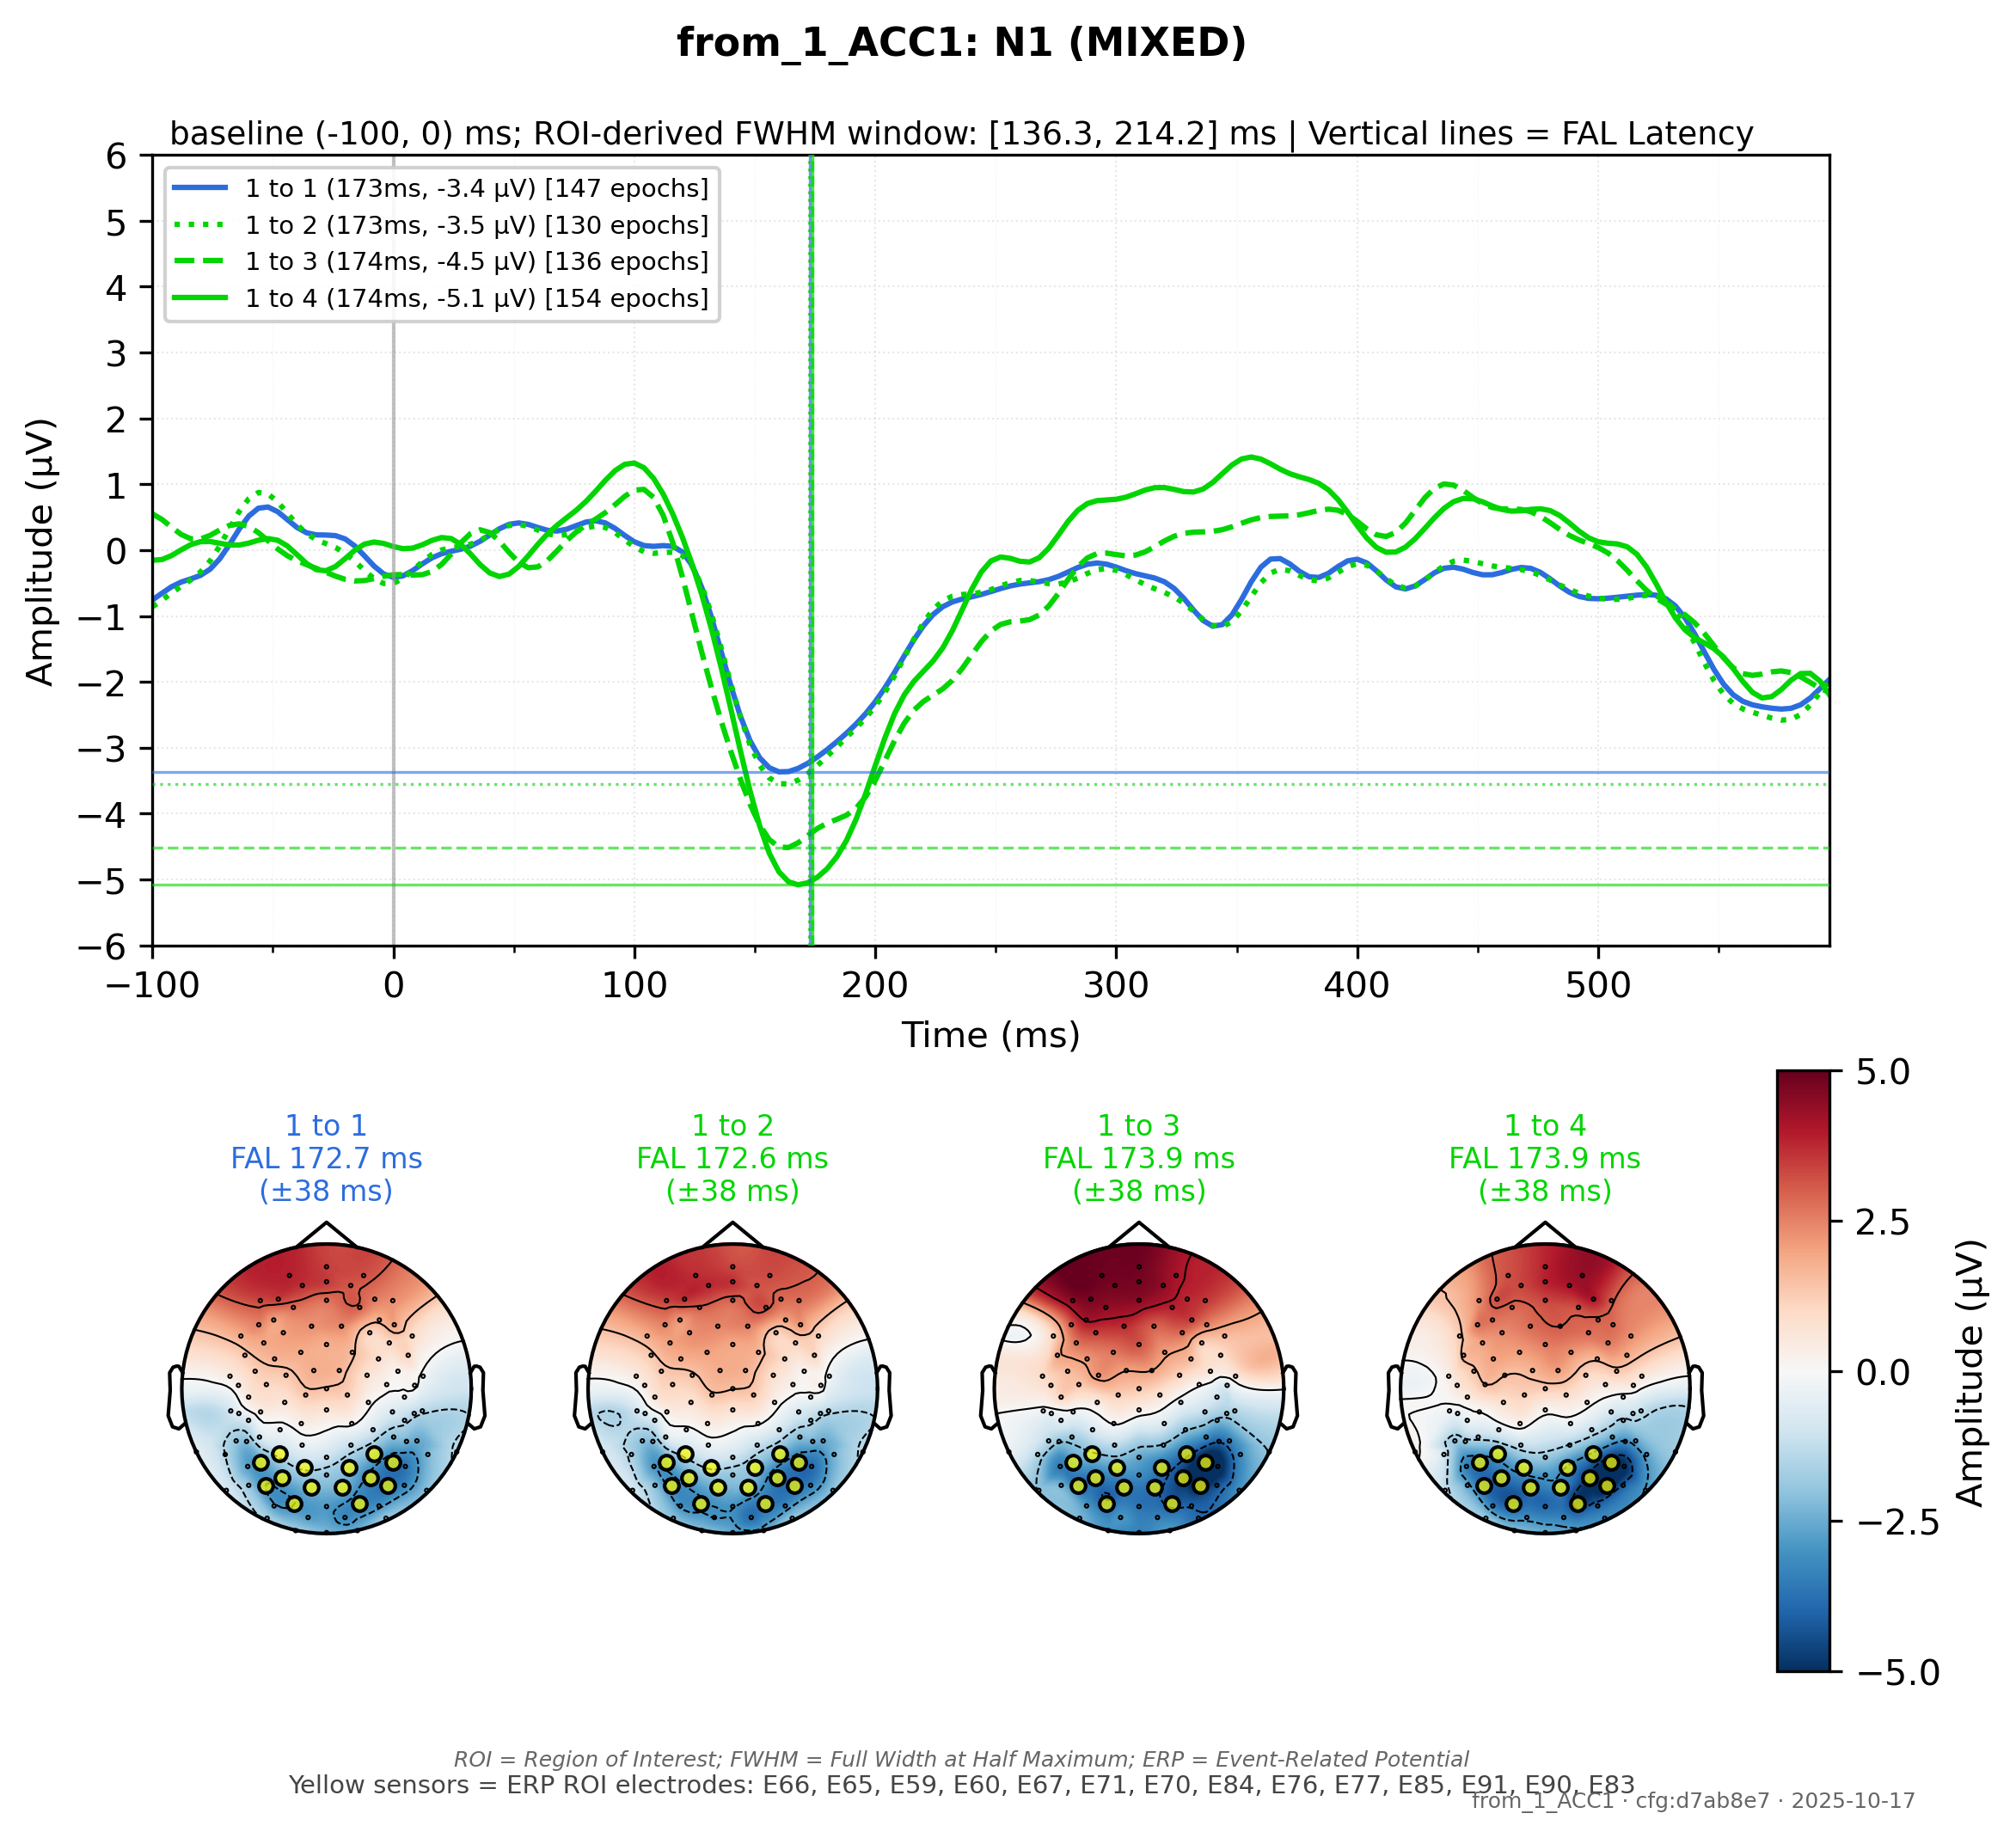 from_1_ACC1: N1 (MIXED)
baseline (-100, 0) ms; ROI-derived FWHM window: [136.3, 214.2] ms | Vertical lines = FAL Latency
1 to 1 (173ms, -3.4 µV) [147 epochs]
1 to 2 (173ms, -3.5 µV) [130 epochs]
1 to 3 (174ms, -4.5 µV) [136 epochs]
1 to 4 (174ms, -5.1 µV) [154 epochs]
Amplitude (µV)
6
5
4
3
2
1
0
−1
−2
−3
−4
−5
−6
−100 0 100 200 300 400 500
Time (ms)
1 to 1
FAL 172.7 ms
(±38 ms)
1 to 2
FAL 172.6 ms
(±38 ms)
1 to 3
FAL 173.9 ms
(±38 ms)
1 to 4
FAL 173.9 ms
(±38 ms)
5.0
2.5
0.0
−2.5
−5.0
Amplitude (µV)
ROI = Region of Interest; FWHM = Full Width at Half Maximum; ERP = Event-Related Potential
Yellow sensors = ERP ROI electrodes: E66, E65, E59, E60, E67, E71, E70, E84, E76, E77, E85, E91, E90, E83
from_1_ACC1 · cfg:d7ab8e7 · 2025-10-17